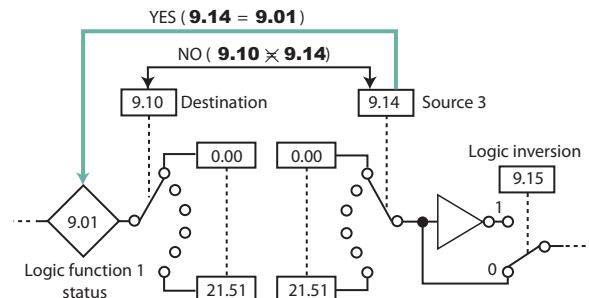 YES ( 9.14 = 9.01)
NO ( 9.10 ≍ 9.14)
9.10 Destination
9.14 Source 3
0.00
0.00
Logic inversion
9.15
9.01
1
0
Logic function 1
status
21.51
21.51